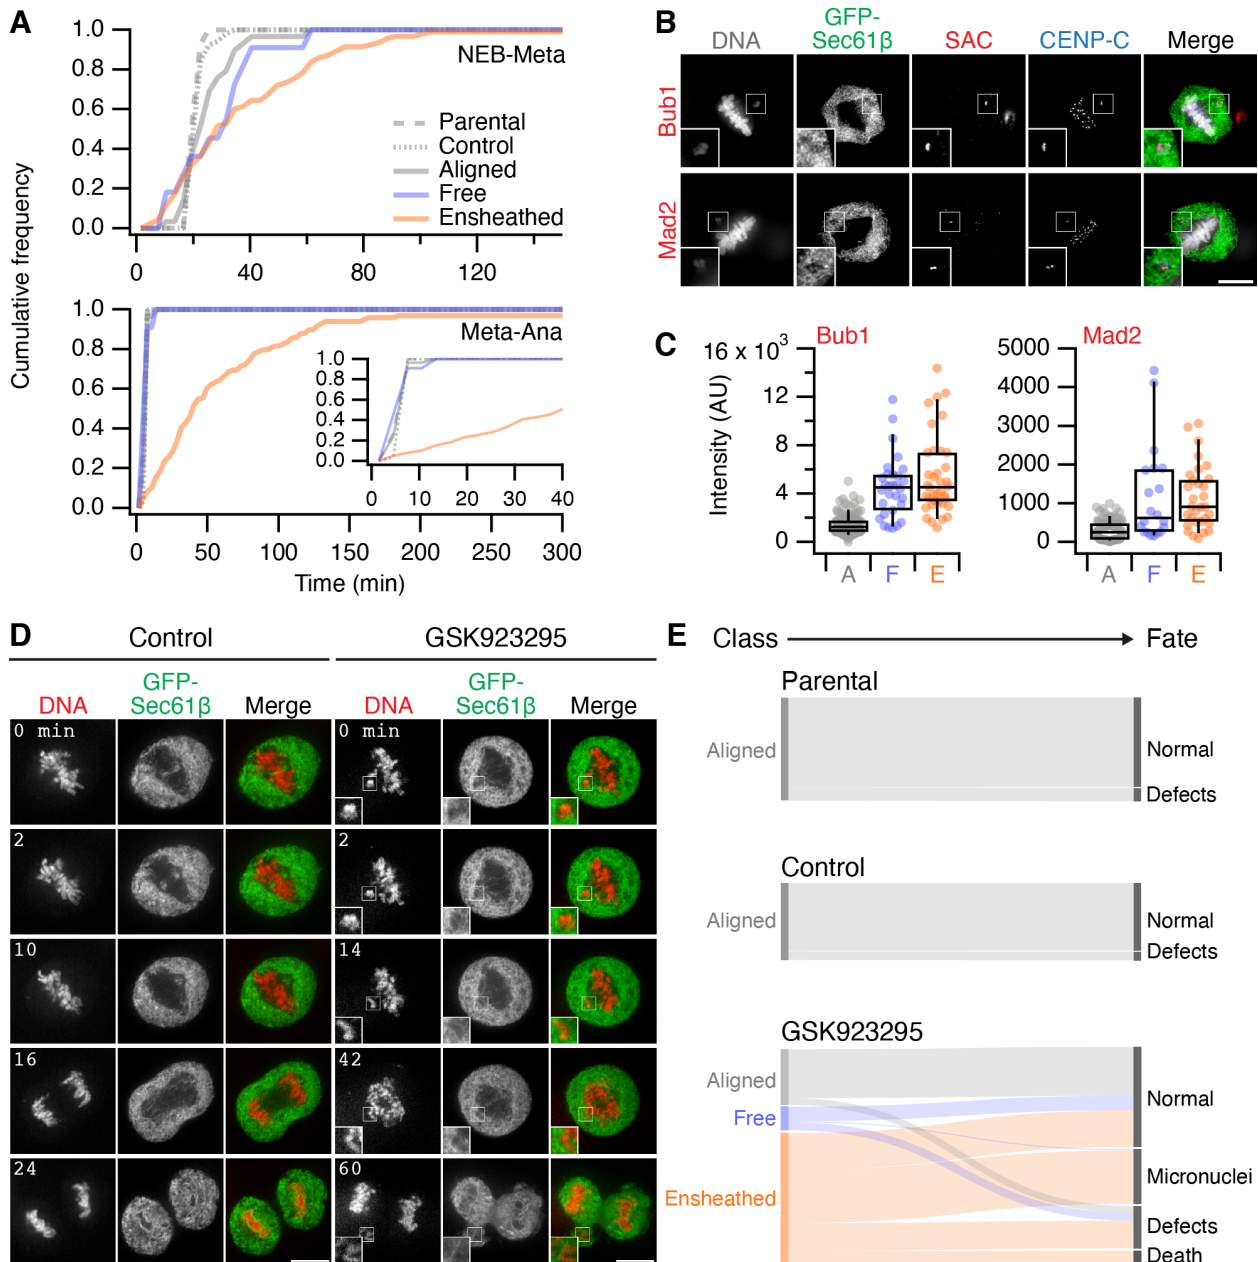 A
Cumulative frequency
1.0
0.8
0.6
0.4
0.2
0.0
NEB-Meta
Parental
Control
Aligned
Free
Ensheathed
0 40 80 120
1.0
0.8
0.6
0.4
0.2
0.0
Meta-Ana
1.0
0.8
0.6
0.4
0.2
0.0
0 10 20 30 40
0 50 100 150 200 250 300
Time (min)
B
DNA GFP-Sec61β SAC CENP-C Merge
Bub1
Mad2
C
Bub1
16 x 10³
12
8
4
0
Intensity (AU)
A F E
Mad2
5000
4000
3000
2000
1000
0
A F E
D
Control GSK923295
DNA GFP-Sec61β Merge DNA GFP-Sec61β Merge
0 min 0 min
2 2
10 14
16 42
24 60
E
Class Fate
Parental
Aligned
Normal
Defects
Control
Aligned
Normal
Defects
GSK923295
Aligned
Free
Ensheathed
Normal
Micronuclei
Defects
Death